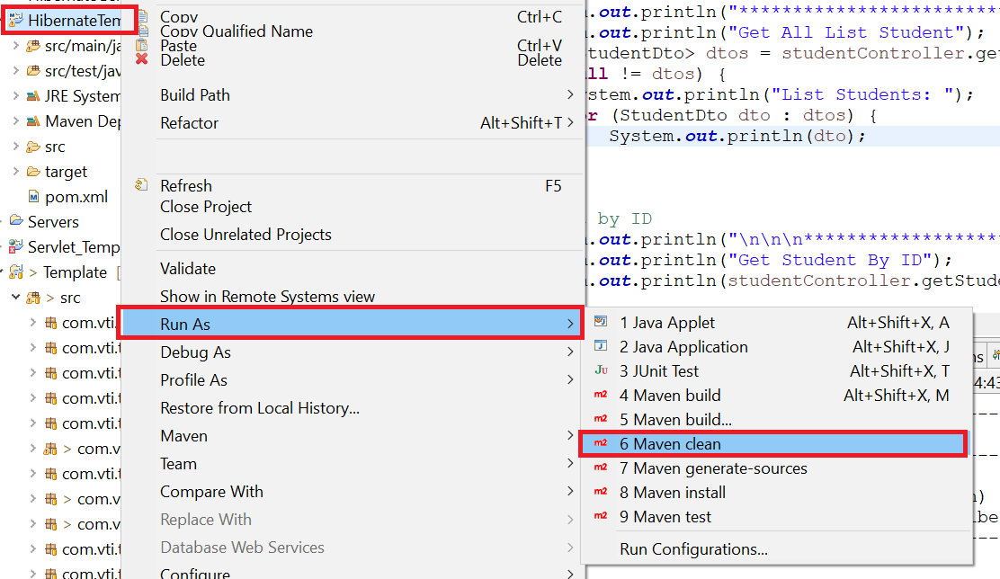 HibernateTem
src/main/ja
src/test/jav
JRE System
Maven Dep
src
target
pom.xml
Servers
Servlet_Temp
> Template [
> src
com.vti.t
com.vti.t
com.vti.t
com.vti.t
com.vti.t
> com.v
com.vti.t
> com.v
> com.v
com.vti.t
com.vti.t
Copy Ctrl+C
Copy Qualified Name
Paste Ctrl+V
Delete Delete
Build Path
Refactor Alt+Shift+T
Refresh F5
Close Project
Close Unrelated Projects
Validate
Show in Remote Systems view
Run As
Debug As
Profile As
Restore from Local History...
Maven
Team
Compare With
Replace With
Database Web Services
Configure
1 Java Applet Alt+Shift+X, A
2 Java Application Alt+Shift+X, J
3 JUnit Test Alt+Shift+X, T
4 Maven build Alt+Shift+X, M
5 Maven build...
6 Maven clean
7 Maven generate-sources
8 Maven install
9 Maven test
Run Configurations...
.out.println("*************************
.out.println("Get All List Student");
tudentDto> dtos = studentController.get
ll != dtos) {
ystem.out.println("List Students: ");
r (StudentDto dto : dtos) {
System.out.println(dto);
by ID
.out.println("\n\n\n*******************
.out.println("Get Student By ID");
.out.println(studentController.getStude
ns
4:43
)
be